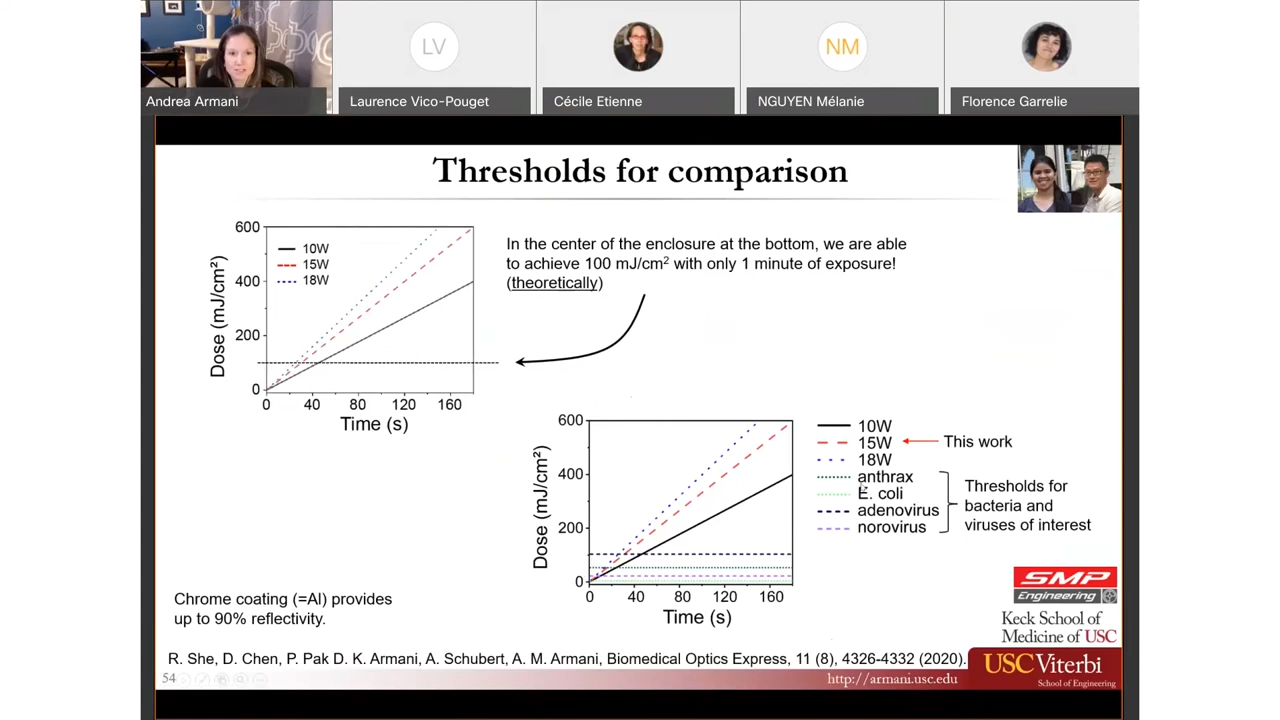 LV
NM
Andrea Armani
Laurence Vico-Pouget
Cécile Etienne
NGUYEN Mélanie
Florence Garrelie
Thresholds for comparison
600
400
200
0
Dose (mJ/cm²)
10W
15W
18W
0 40 80 120 160
Time (s)
In the center of the enclosure at the bottom, we are able
to achieve 100 mJ/cm² with only 1 minute of exposure!
(theoretically)
600
400
200
0
Dose (mJ/cm²)
0 40 80 120 160
Time (s)
10W
15W
18W
anthrax
E. coli
adenovirus
norovirus
This work
Thresholds for
bacteria and
viruses of interest
Chrome coating (=Al) provides
up to 90% reflectivity.
SMP
Engineering
Keck School of
Medicine of USC
R. She, D. Chen, P. Pak D. K. Armani, A. Schubert, A. M. Armani, Biomedical Optics Express, 11 (8), 4326-4332 (2020).
USC Viterbi
School of Engineering
54
http://armani.usc.edu